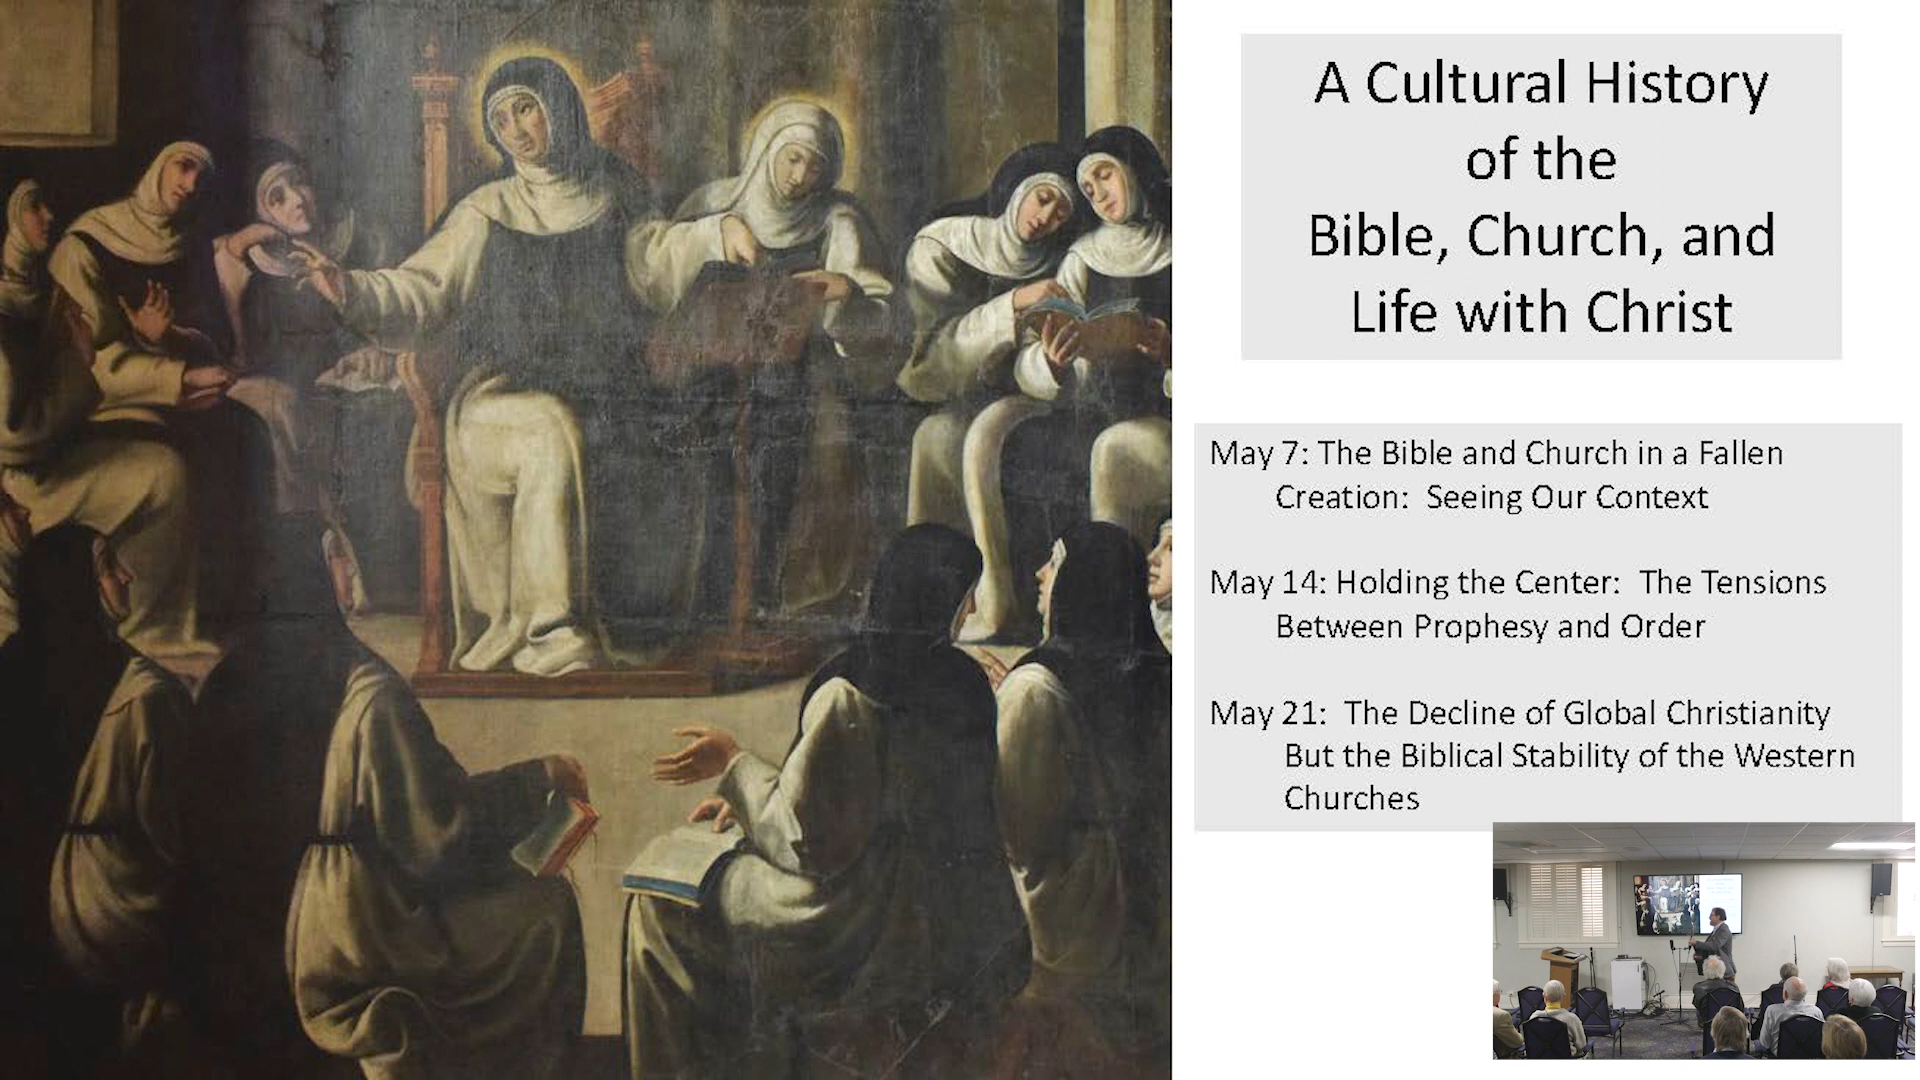 A Cultural History
of the
Bible, Church, and
Life with Christ
May 7: The Bible and Church in a Fallen
Creation: Seeing Our Context
May 14: Holding the Center: The Tensions
Between Prophesy and Order
May 21: The Decline of Global Christianity
But the Biblical Stability of the Western
Churches